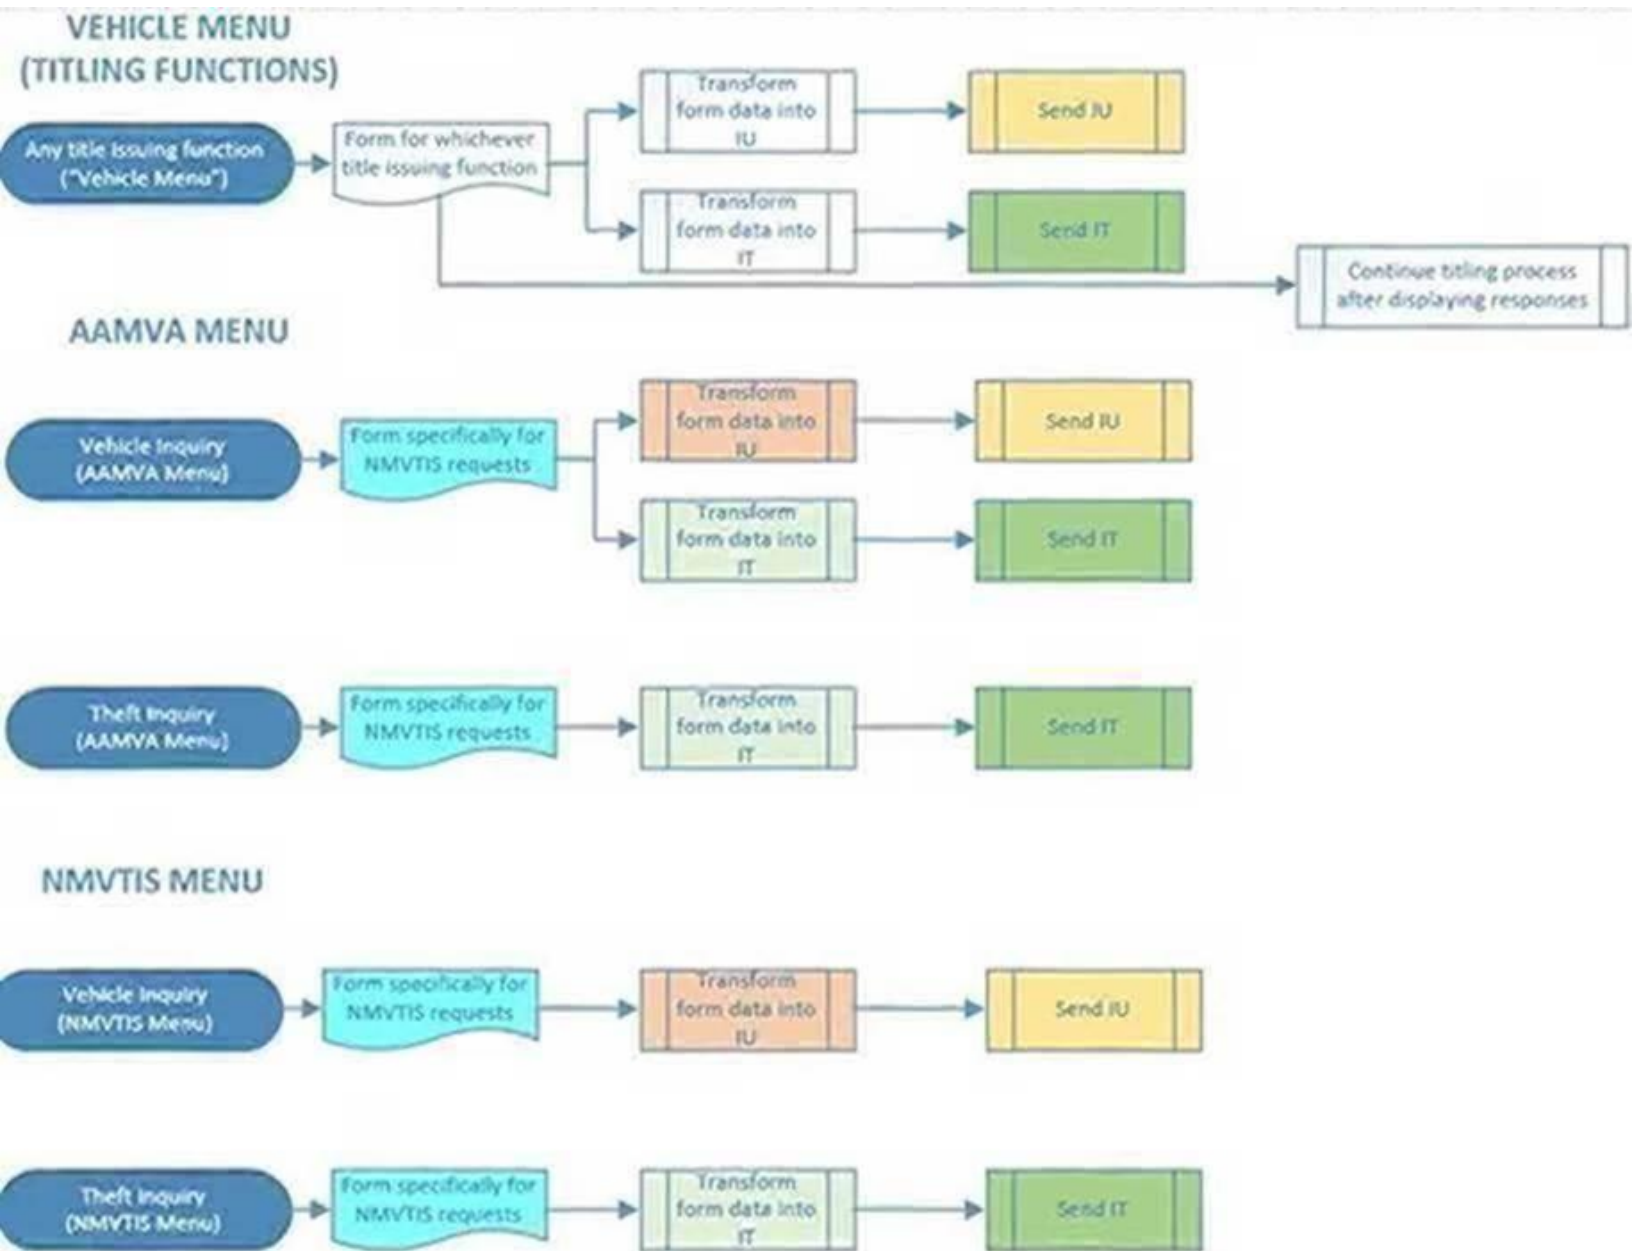 VEHICLE MENU
(TITLING FUNCTIONS)
Any title issuing function
("Vehicle Menu")
Form for whichever
title issuing function
Transform
form data into
IU
Send IU
Transform
form data into
IT
Send IT
Continue titling process
after displaying responses
AAMVA MENU
Vehicle Inquiry
(AAMVA Menu)
Form specifically for
NMVTIS requests
Transform
form data into
IU
Send IU
Transform
form data into
IT
Send IT
Theft Inquiry
(AAMVA Menu)
Form specifically for
NMVTIS requests
Transform
form data into
IT
Send IT
NMVTIS MENU
Vehicle Inquiry
(NMVTIS Menu)
Form specifically for
NMVTIS requests
Transform
form data into
IU
Send IU
Theft Inquiry
(NMVTIS Menu)
Form specifically for
NMVTIS requests
Transform
form data into
IT
Send IT